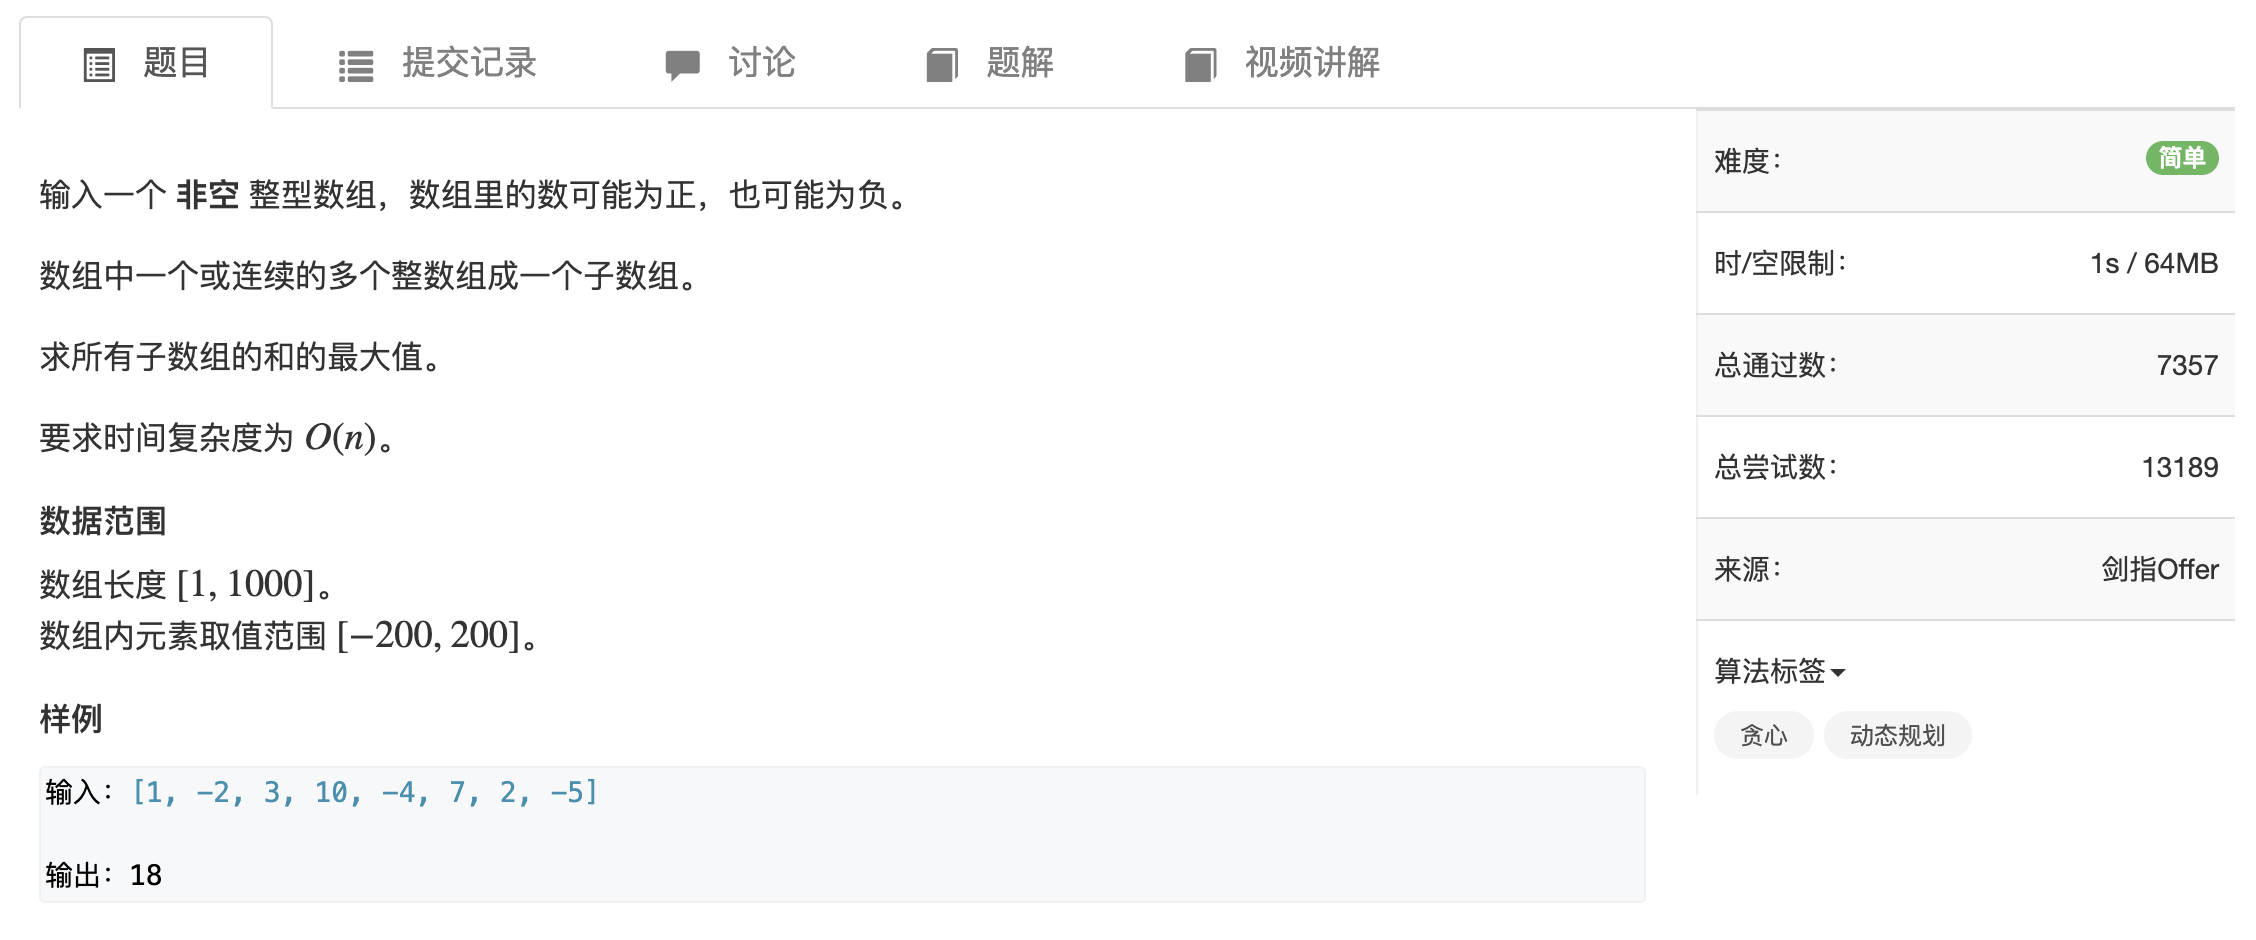 题目 提交记录 讨论 题解 视频讲解
输入一个 非空 整型数组，数组里的数可能为正，也可能为负。
数组中一个或连续的多个整数组成一个子数组。
求所有子数组的和的最大值。
要求时间复杂度为 O(n)。
数据范围
数组长度 [1, 1000]。
数组内元素取值范围 [−200, 200]。
样例
输入：[1, -2, 3, 10, -4, 7, 2, -5]
输出：18
难度： 简单
时/空限制： 1s / 64MB
总通过数： 7357
总尝试数： 13189
来源： 剑指Offer
算法标签
贪心 动态规划